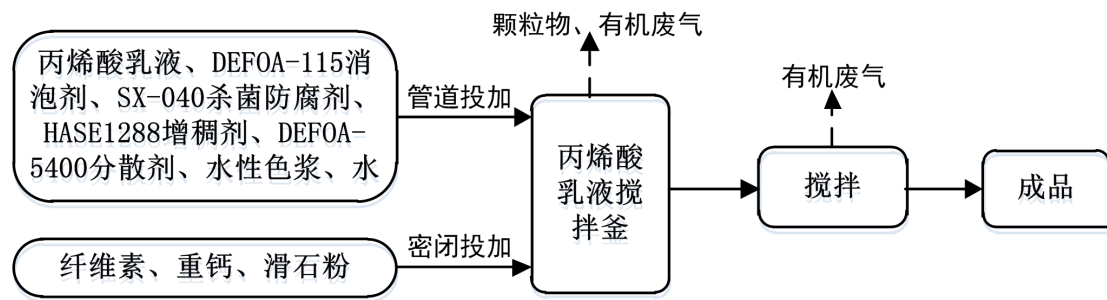 颗粒物、有机废气
丙烯酸乳液、DEFOA-115消
泡剂、SX-040杀菌防腐剂、
HASE1288增稠剂、DEFOA-
5400分散剂、水性色浆、水
管道投加
有机废气
丙烯酸
乳液搅
拌釜
搅拌
成品
密闭投加
纤维素、重钙、滑石粉